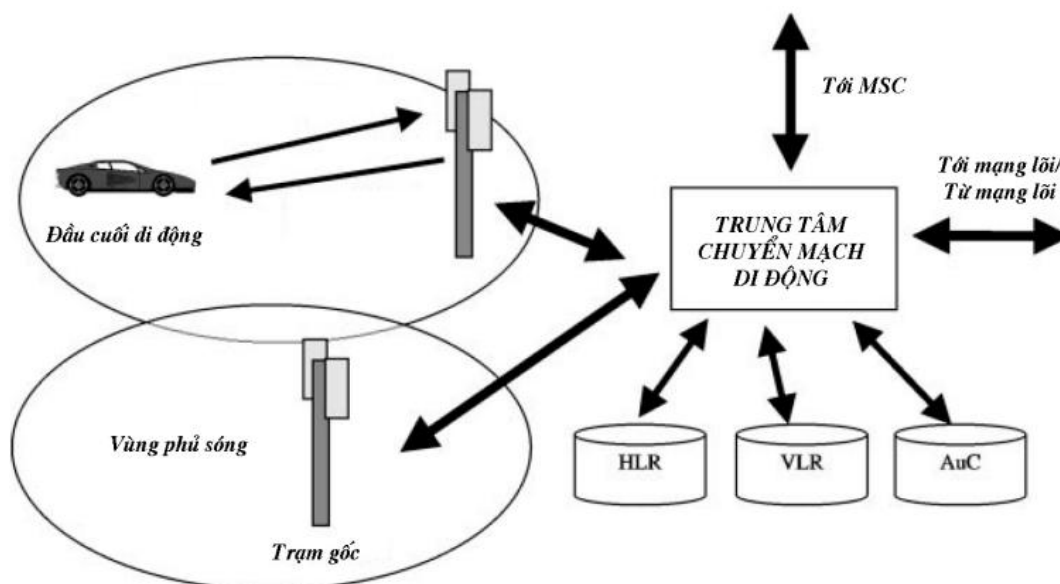 Tới MSC
Tới mạng lõi/
Từ mạng lõi
Đầu cuối di động
TRUNG TÂM
CHUYỂN MẠCH
DI ĐỘNG
Vùng phủ sóng
HLR
VLR
AuC
Trạm gốc